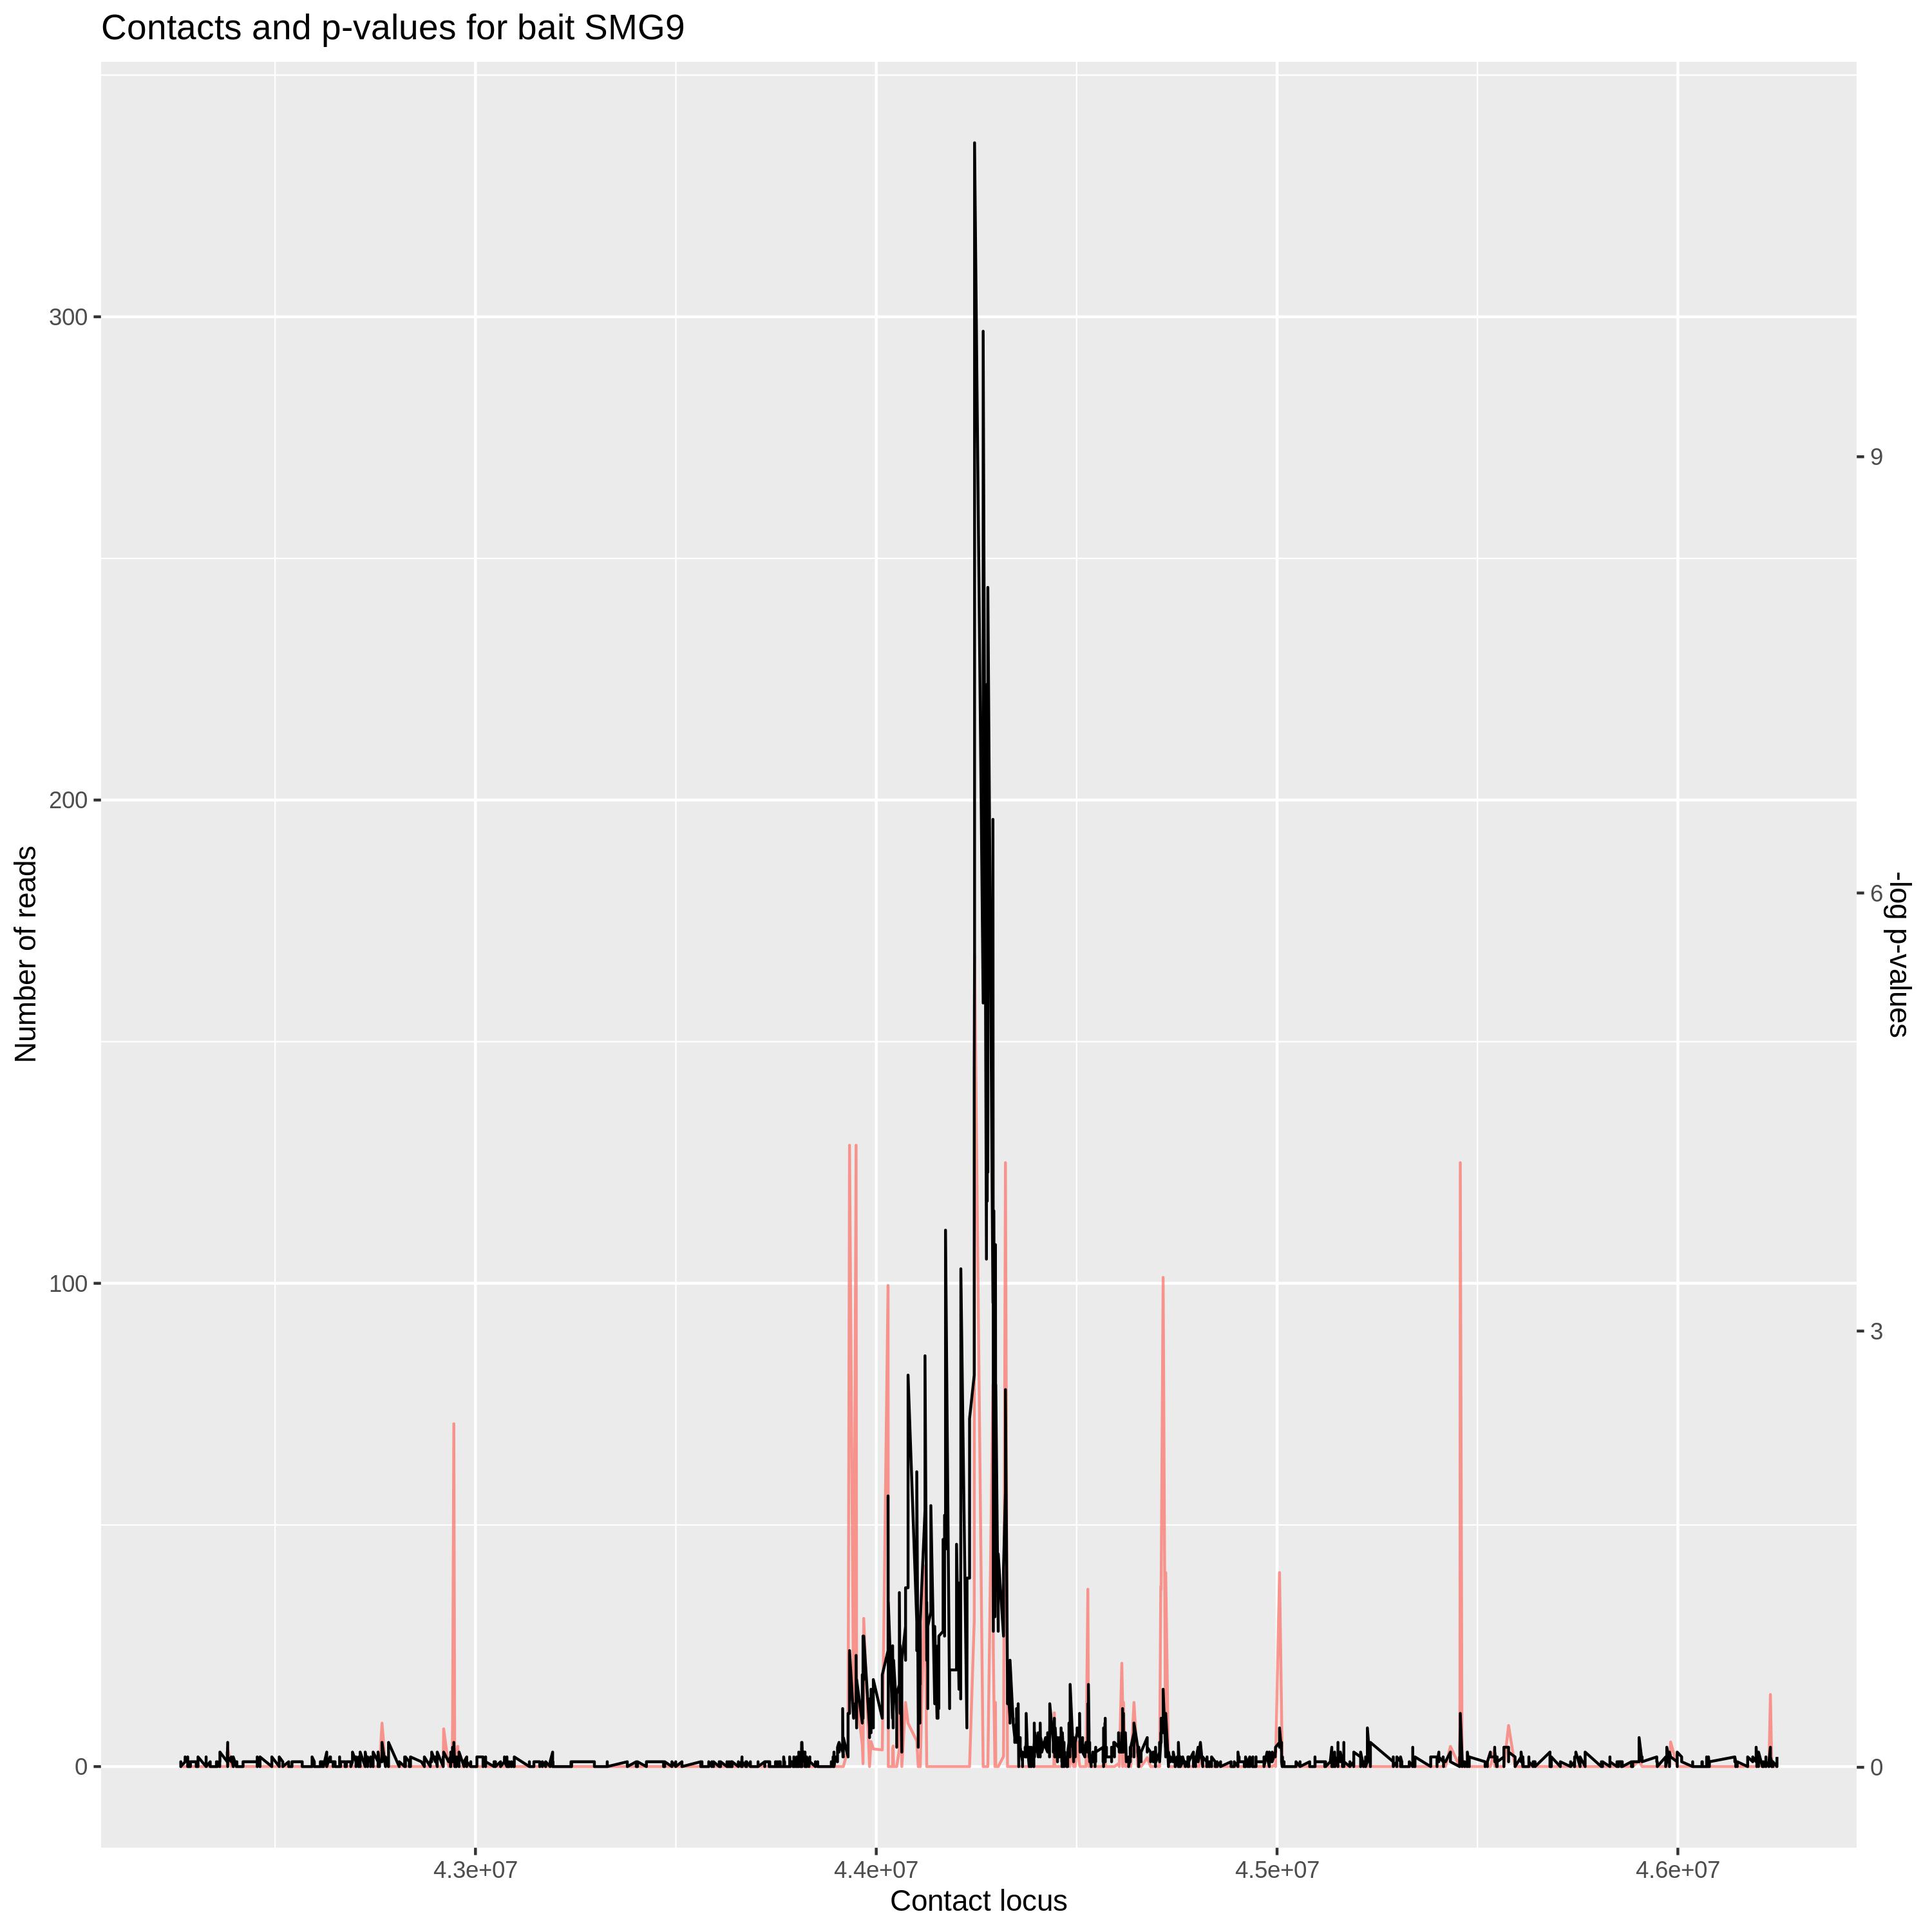 Contacts and p-values for bait SMG9
300
200
100
0
Number of reads
9
6
3
0
-log p-values
4.3e+07
4.4e+07
4.5e+07
4.6e+07
Contact locus